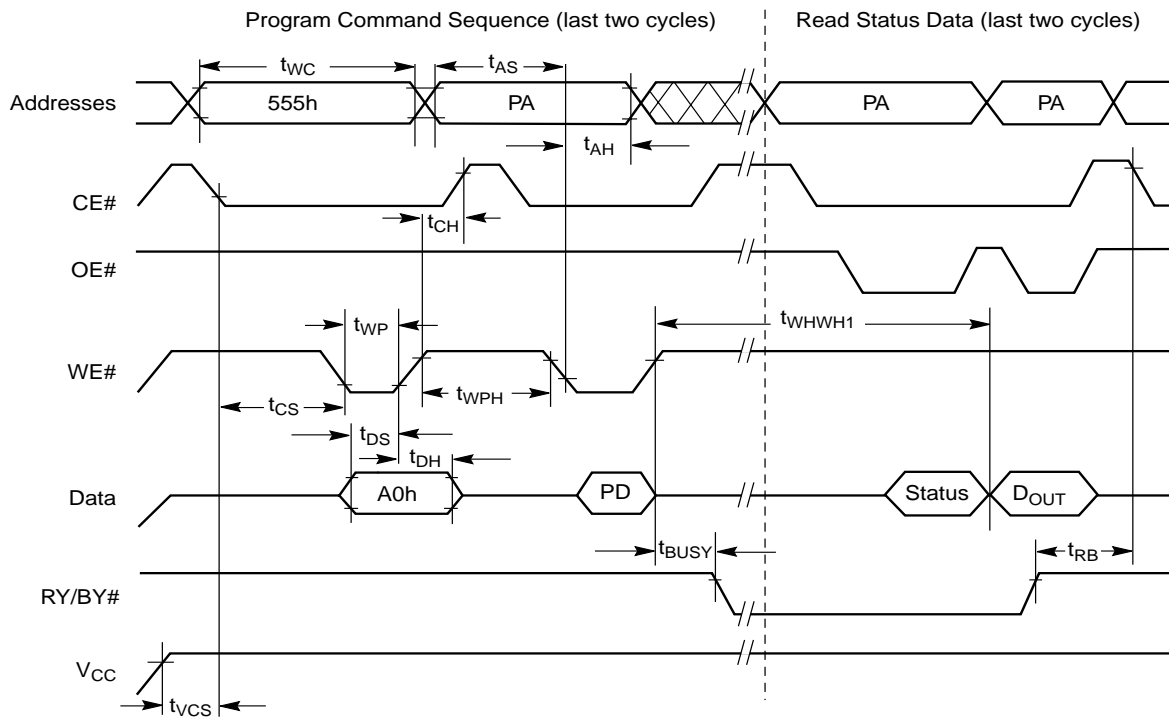 Program Command Sequence (last two cycles) Read Status Data (last two cycles)
tWC tAS
Addresses 555h PA PA PA
tAH
CE#
tCH
OE#
tWP tWHWH1
WE#
tCS tWPH
tDS
tDH
Data A0h PD Status DOUT
tBUSY tRB
RY/BY#
VCC
tVCS